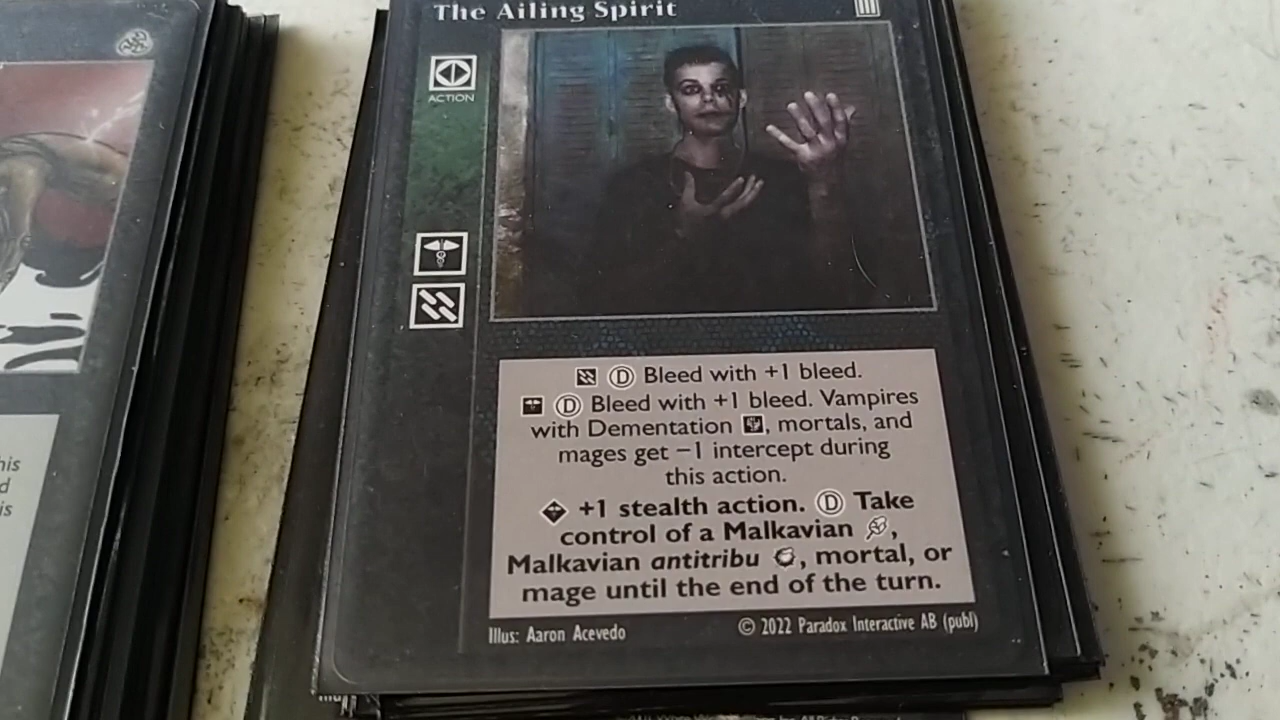 The Ailing Spirit
ACTION
D Bleed with +1 bleed.
D Bleed with +1 bleed. Vampires
with Dementation , mortals, and
mages get −1 intercept during
this action.
+1 stealth action. D Take
control of a Malkavian ,
Malkavian antitribu , mortal, or
mage until the end of the turn.
Illus: Aaron Acevedo
© 2022 Paradox Interactive AB (publ)